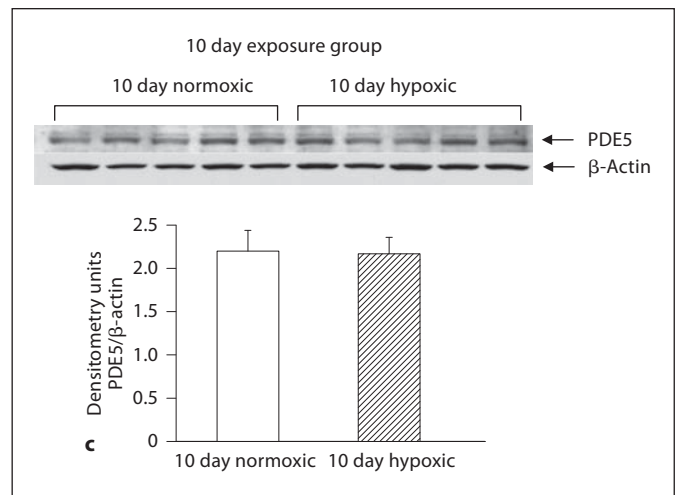 10 day exposure group
10 day normoxic 10 day hypoxic
PDE5
β-Actin
Densitometry units
PDE5/β-actin
2.5
2.0
1.5
1.0
0.5
0
c
10 day normoxic 10 day hypoxic